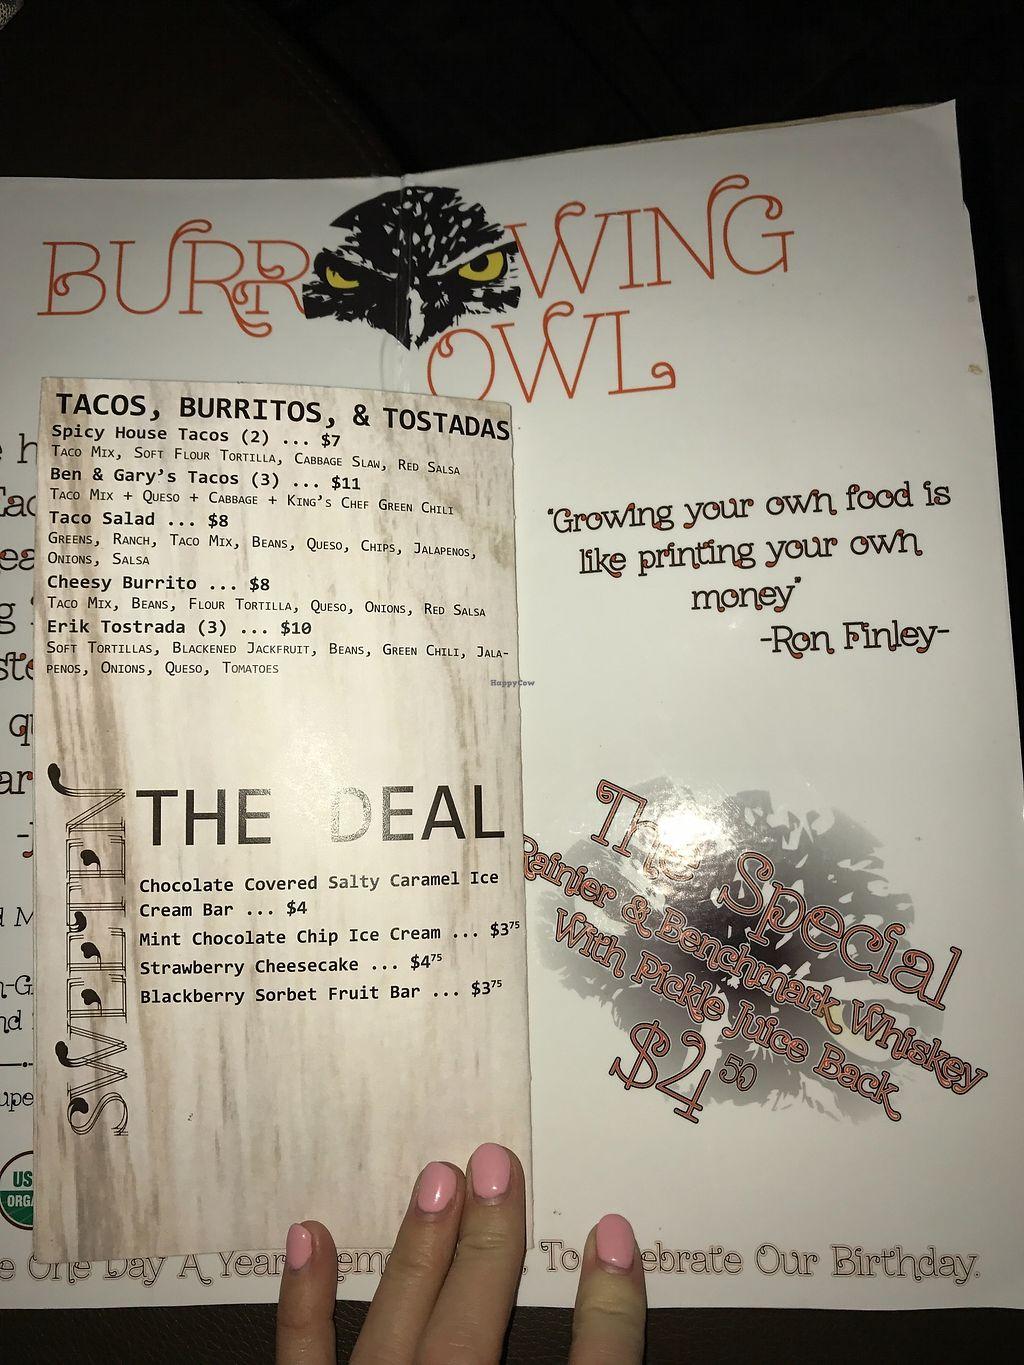 BURROWING
OWL
TACOS, BURRITOS, & TOSTADAS
Spicy House Tacos (2) ... $7
Taco Mix, Soft Flour Tortilla, Cabbage Slaw, Red Salsa
Ben & Gary's Tacos (3) ... $11
Taco Mix + Queso + Cabbage + King's Chef Green Chili
Taco Salad ... $8
Greens, Ranch, Taco Mix, Beans, Queso, Chips, Jalapenos,
Onions, Salsa
Cheesy Burrito ... $8
Taco Mix, Beans, Flour Tortilla, Queso, Onions, Red Salsa
Erik Tostrada (3) ... $10
Soft Tortillas, Blackened Jackfruit, Beans, Green Chili, Jala-
penos, Onions, Queso, Tomatoes
THE DEAL
Chocolate Covered Salty Caramel Ice
Cream Bar ... $4
Mint Chocolate Chip Ice Cream ... $3⁷⁵
Strawberry Cheesecake ... $4⁷⁵
Blackberry Sorbet Fruit Bar ... $3⁷⁵
"Growing your own food is
like printing your own
money"
-Ron Finley-
HappyCow
The Special
Rainier & Benchmark Whiskey
With Pickle Juice Back
$4⁵⁰
One Day A Year
To
Our Birthday.